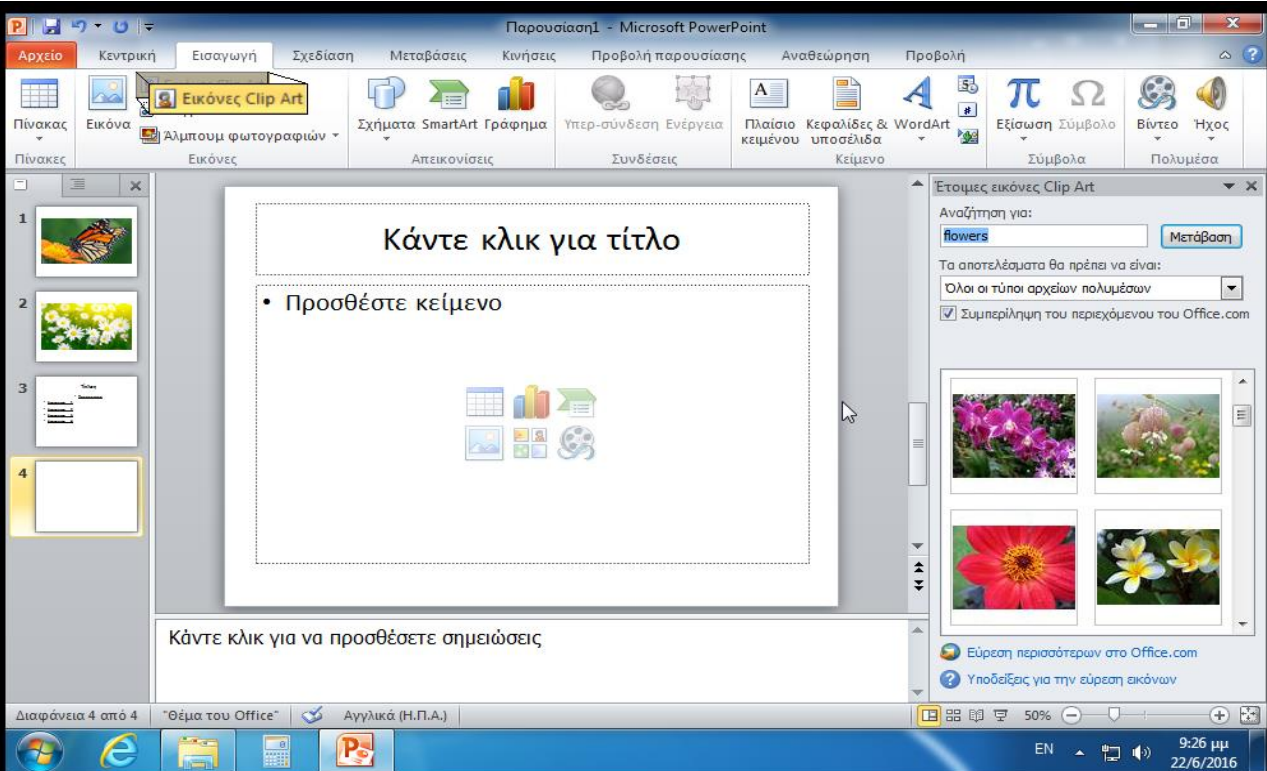 Παρουσίαση1 - Microsoft PowerPoint
Αρχείο Κεντρική Εισαγωγή Σχεδίαση Μεταβάσεις Κινήσεις Προβολή παρουσίασης Αναθεώρηση Προβολή
Εικόνες Clip Art
Πίνακας Εικόνα Άλμπουμ φωτογραφιών Σχήματα SmartArt Γράφημα Υπερ-σύνδεση Ενέργεια Πλαίσιο κειμένου Κεφαλίδες & υποσέλιδα WordArt Εξίσωση Σύμβολο Βίντεο Ήχος
Πίνακες Εικόνες Απεικονίσεις Συνδέσεις Κείμενο Σύμβολα Πολυμέσα
1
2
3
4
Κάντε κλικ για τίτλο
• Προσθέστε κείμενο
Κάντε κλικ για να προσθέσετε σημειώσεις
Έτοιμες εικόνες Clip Art
Αναζήτηση για:
flowers Μετάβαση
Τα αποτελέσματα θα πρέπει να είναι:
Όλοι οι τύποι αρχείων πολυμέσων
Συμπερίληψη του περιεχόμενου του Office.com
Εύρεση περισσότερων στο Office.com
Υποδείξεις για την εύρεση εικόνων
Διαφάνεια 4 από 4 "Θέμα του Office" Αγγλικά (Η.Π.Α.) 50%
EN 9:26 μμ
22/6/2016